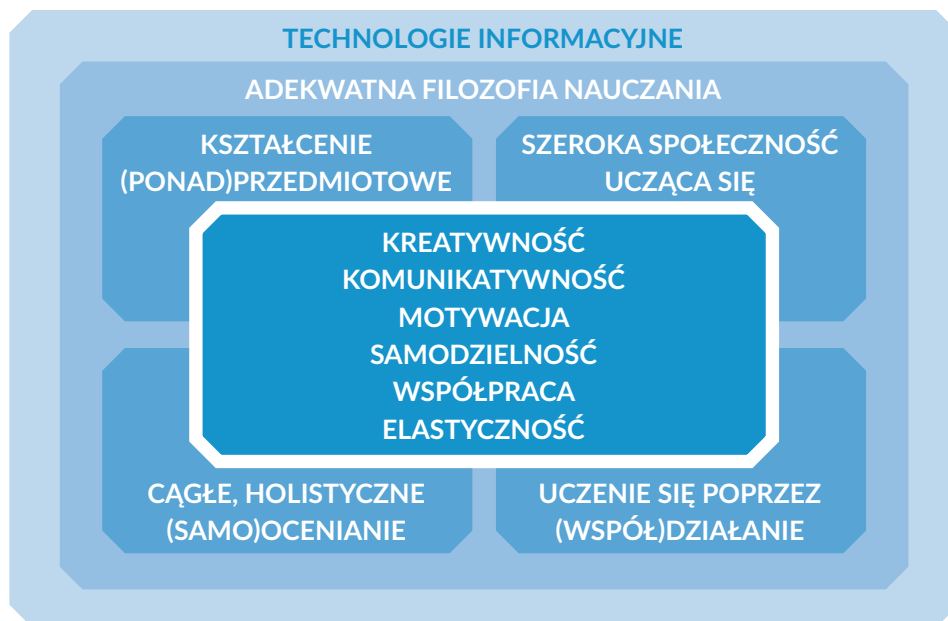 TECHNOLOGIE INFORMACYJNE
ADEKWATNA FILOZOFIA NAUCZANIA
KSZTAŁCENIE
(PONAD)PRZEDMIOTOWE
SZEROKA SPOŁECZNOŚĆ
UCZĄCA SIĘ
KREATYWNOŚĆ
KOMUNIKATYWNOŚĆ
MOTYWACJA
SAMODZIELNOŚĆ
WSPÓŁPRACA
ELASTYCZNOŚĆ
CĄGŁE, HOLISTYCZNE
(SAMO)OCENIANIE
UCZENIE SIĘ POPRZEZ
(WSPÓŁ)DZIAŁANIE